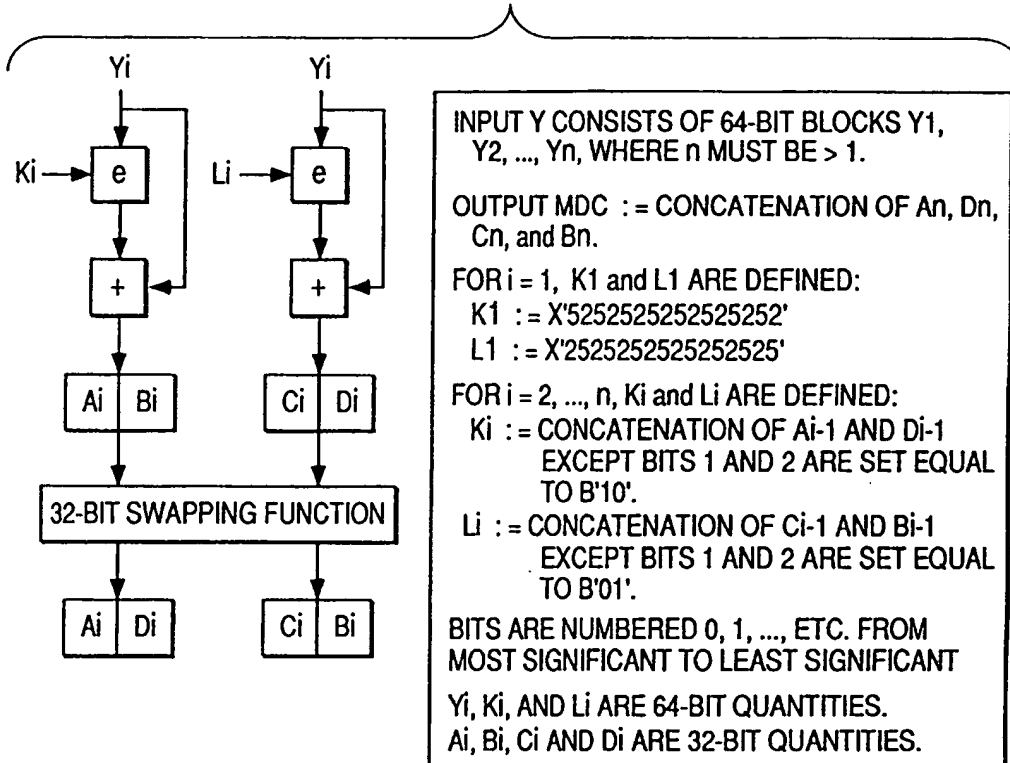 Yi Yi
Ki e Li e
+ +
Ai Bi Ci Di
32-BIT SWAPPING FUNCTION
Ai Di Ci Bi
INPUT Y CONSISTS OF 64-BIT BLOCKS Y1,
Y2, ..., Yn, WHERE n MUST BE > 1.
OUTPUT MDC : = CONCATENATION OF An, Dn,
Cn, and Bn.
FOR i = 1, K1 and L1 ARE DEFINED:
K1 : = X'5252525252525252'
L1 : = X'2525252525252525'
FOR i = 2, ..., n, Ki and Li ARE DEFINED:
Ki : = CONCATENATION OF Ai-1 AND Di-1
EXCEPT BITS 1 AND 2 ARE SET EQUAL
TO B'10'.
Li : = CONCATENATION OF Ci-1 AND Bi-1
EXCEPT BITS 1 AND 2 ARE SET EQUAL
TO B'01'.
BITS ARE NUMBERED 0, 1, ..., ETC. FROM
MOST SIGNIFICANT TO LEAST SIGNIFICANT
Yi, Ki, AND Li ARE 64-BIT QUANTITIES.
Ai, Bi, Ci AND Di ARE 32-BIT QUANTITIES.